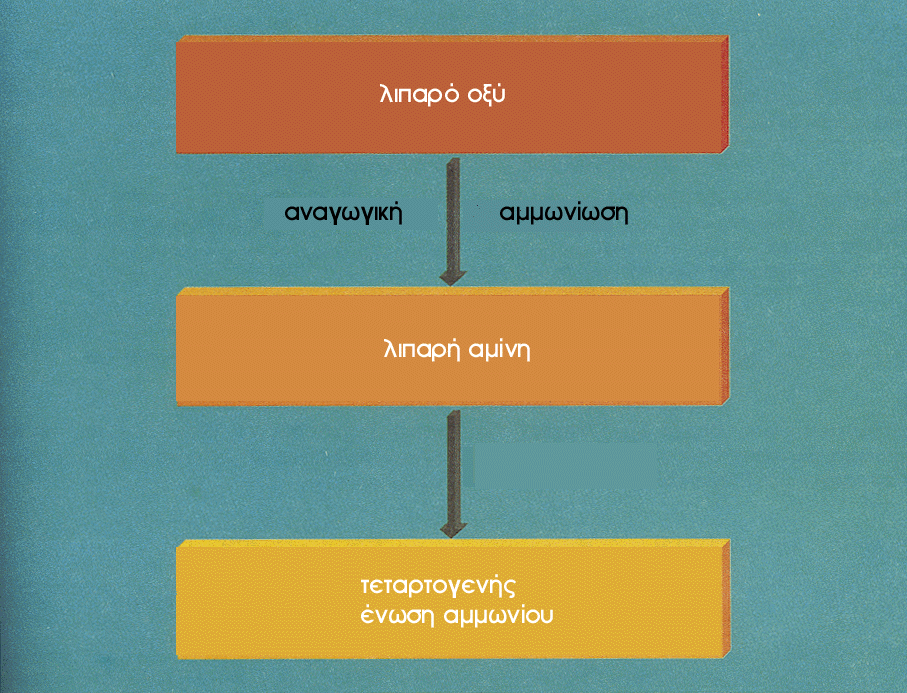 λιπαρό οξύ
αναγωγική αμμωνίωση
λιπαρή αμίνη
τεταρτογενής
ένωση αμμωνίου